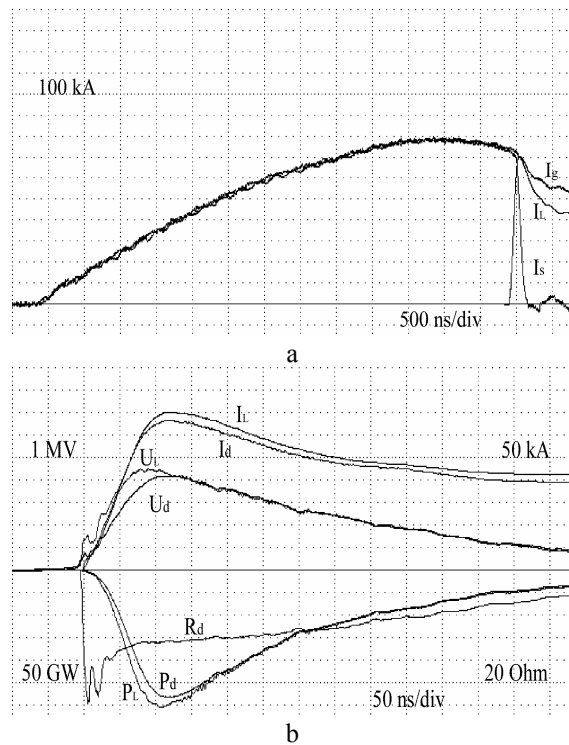 100 kA
Ig
IL
Is
500 ns/div
a
IL
1 MV
UL
Id
50 kA
Ud
Rd
50 GW
PL
Pd
20 Ohm
50 ns/div
b